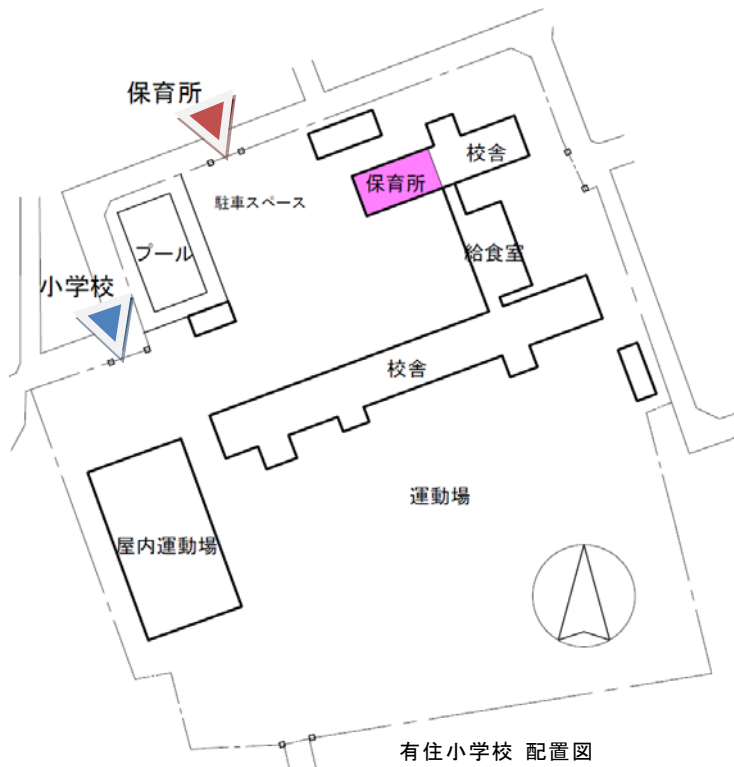 保育所
校舎
保育所
駐車スペース
プール
給食室
小学校
校舎
運動場
屋内運動場
有住小学校 配置図